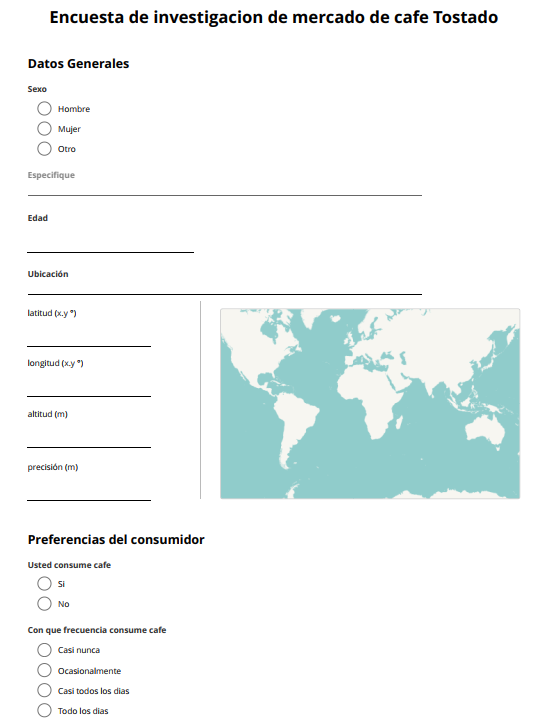 Encuesta de investigacion de mercado de cafe Tostado
Datos Generales
Sexo
Hombre
Mujer
Otro
Especifique
Edad
Ubicación
latitud (x.y °)
longitud (x.y °)
altitud (m)
precisión (m)
Preferencias del consumidor
Usted consume cafe
Si
No
Con que frecuencia consume cafe
Casi nunca
Ocasionalmente
Casi todos los dias
Todo los dias